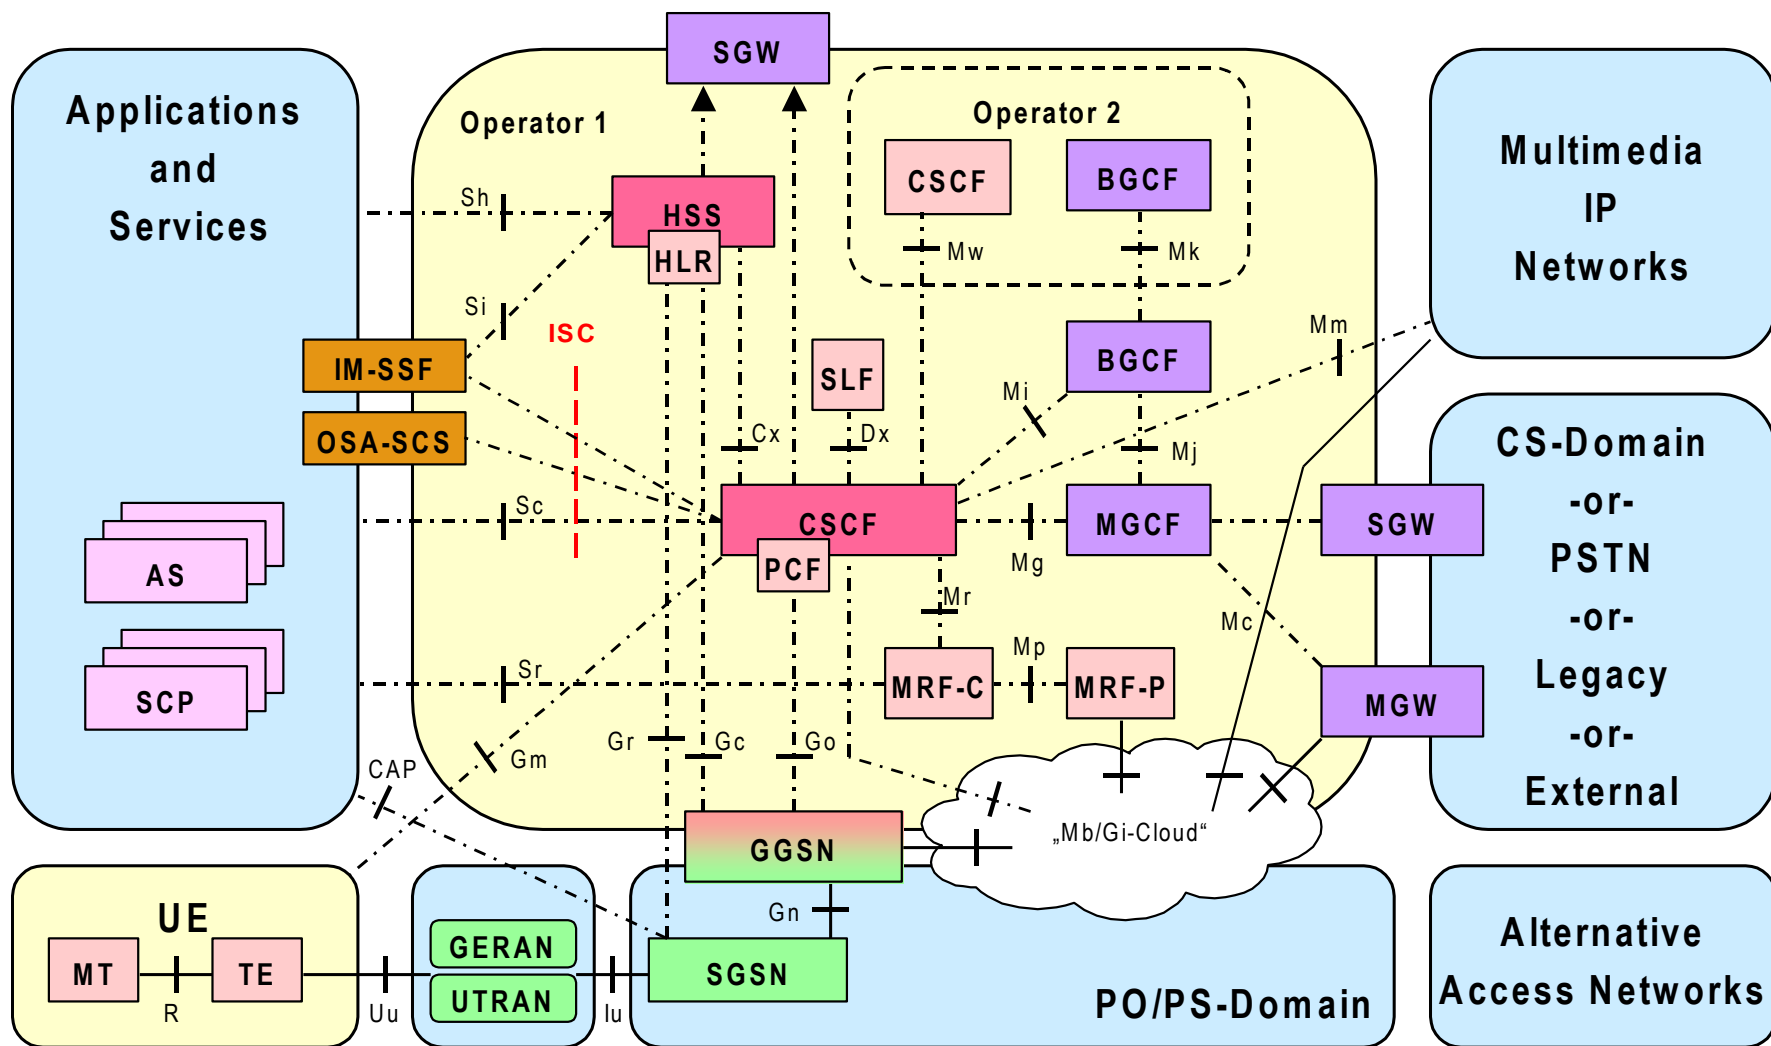 SGW
Applications
and
Services
Operator 1
Operator 2
CSCF
BGCF
Multimedia
IP
Networks
Sh
HSS
HLR
Mw
Mk
Si
ISC
Mm
IM-SSF
SLF
BGCF
Mi
OSA-SCS
Cx
Dx
Mj
CS-Domain
-or-
PSTN
-or-
Legacy
-or-
External
Sc
CSCF
PCF
Mg
MGCF
SGW
AS
Mr
Mc
Mp
Sr
SCP
MRF-C
MRF-P
MGW
Gr
Gc
Go
Gm
CAP
GGSN
„Mb/Gi-Cloud“
UE
Gn
MT
R
TE
Uu
GERAN
UTRAN
Iu
SGSN
PO/PS-Domain
Alternative
Access Networks